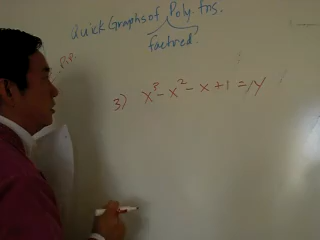 Quick Graphs of Poly. fns.
factored.
P.P
3) x³ - x² - x + 1 = y